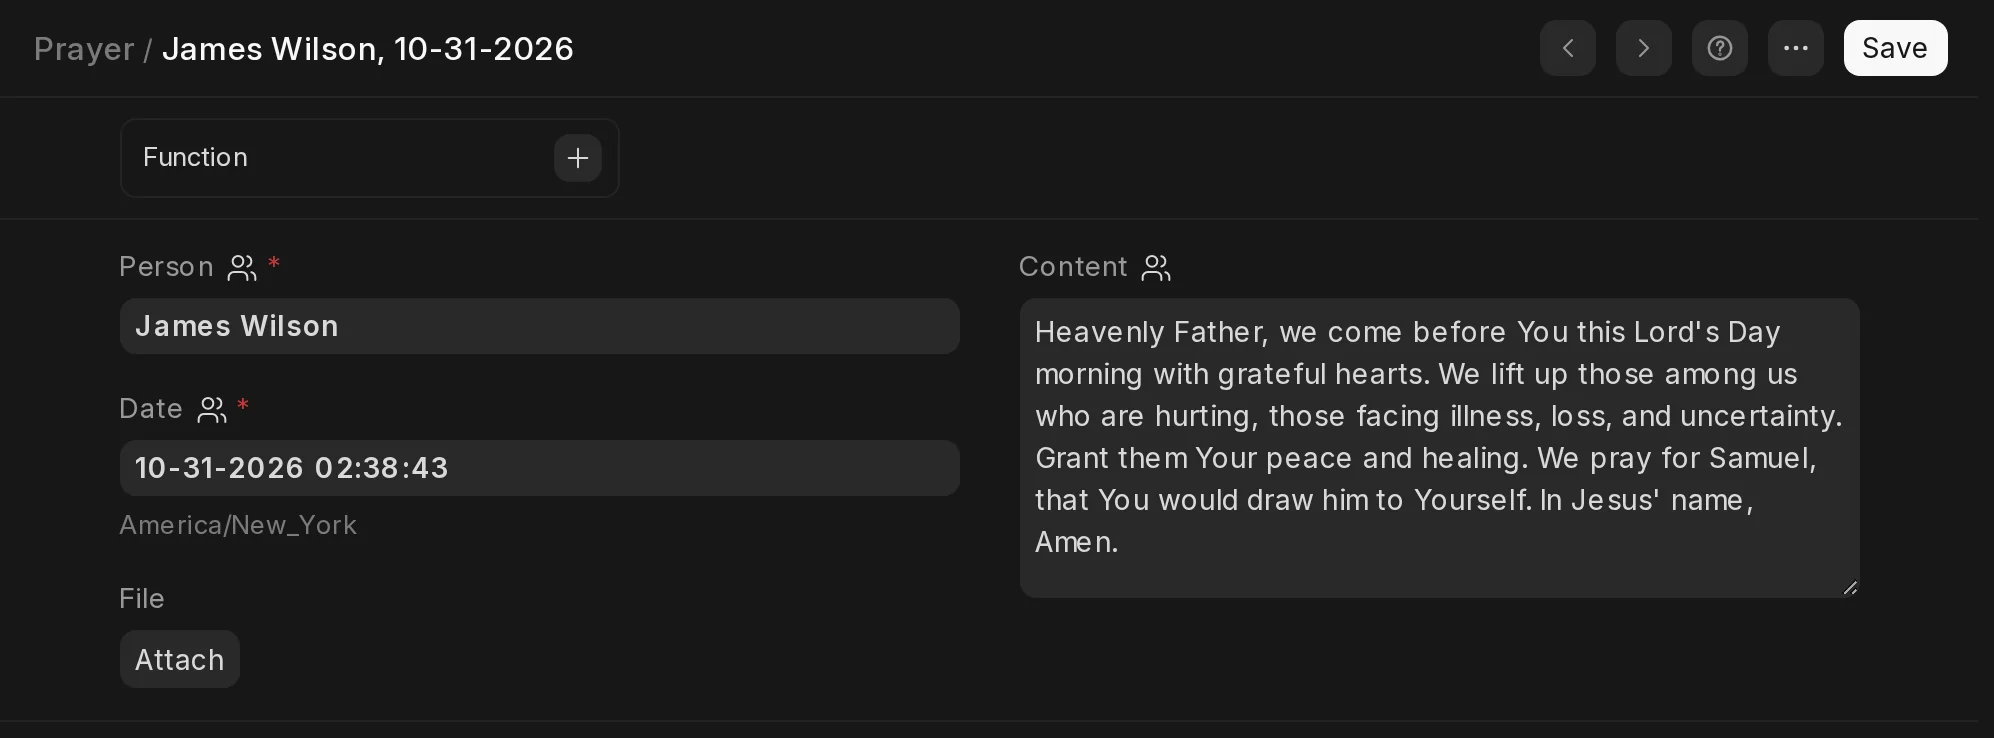 Prayer / James Wilson, 10-31-2026
Save
Function
Person *
James Wilson
Date *
10-31-2026 02:38:43
America/New_York
File
Attach
Content
Heavenly Father, we come before You this Lord's Day
morning with grateful hearts. We lift up those among us
who are hurting, those facing illness, loss, and uncertainty.
Grant them Your peace and healing. We pray for Samuel,
that You would draw him to Yourself. In Jesus' name,
Amen.